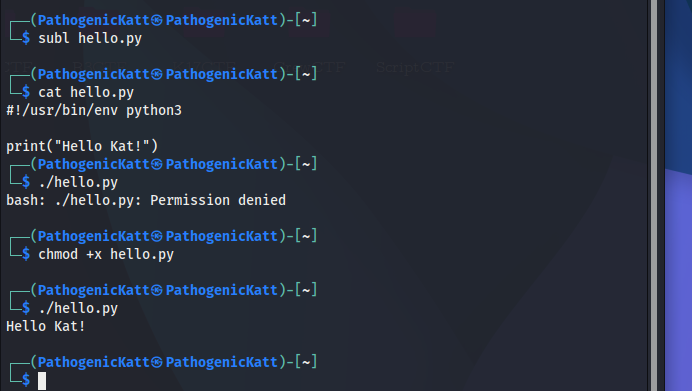 ┌──(PathogenicKatt㉿PathogenicKatt)-[~]
└─$ subl hello.py
ScriptCTF
┌──(PathogenicKatt㉿PathogenicKatt)-[~]
└─$ cat hello.py
#!/usr/bin/env python3
print("Hello Kat!")
┌──(PathogenicKatt㉿PathogenicKatt)-[~]
└─$ ./hello.py
bash: ./hello.py: Permission denied
┌──(PathogenicKatt㉿PathogenicKatt)-[~]
└─$ chmod +x hello.py
┌──(PathogenicKatt㉿PathogenicKatt)-[~]
└─$ ./hello.py
Hello Kat!
┌──(PathogenicKatt㉿PathogenicKatt)-[~]
└─$